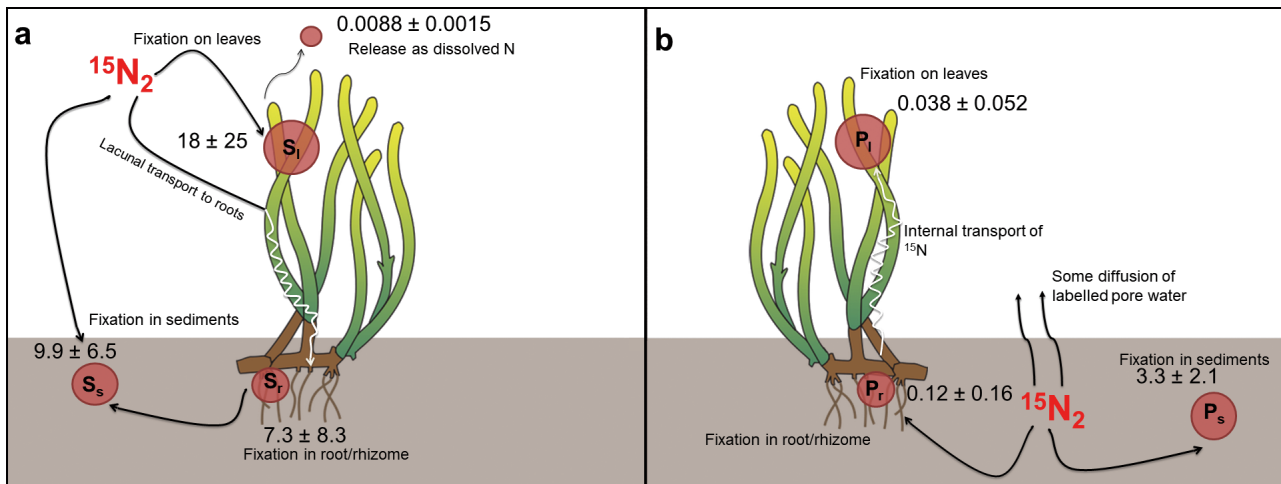 a
0.0088 ± 0.0015
Release as dissolved N
Fixation on leaves
¹⁵N₂
18 ± 25
Sₗ
Lacunal transport to roots
Fixation in sediments
9.9 ± 6.5
Sₛ
Sᵣ
7.3 ± 8.3
Fixation in root/rhizome
b
Fixation on leaves
0.038 ± 0.052
Pₗ
Internal transport of
¹⁵N
Some diffusion of
labelled pore water
Fixation in sediments
3.3 ± 2.1
Pᵣ
0.12 ± 0.16
¹⁵N₂
Pₛ
Fixation in root/rhizome